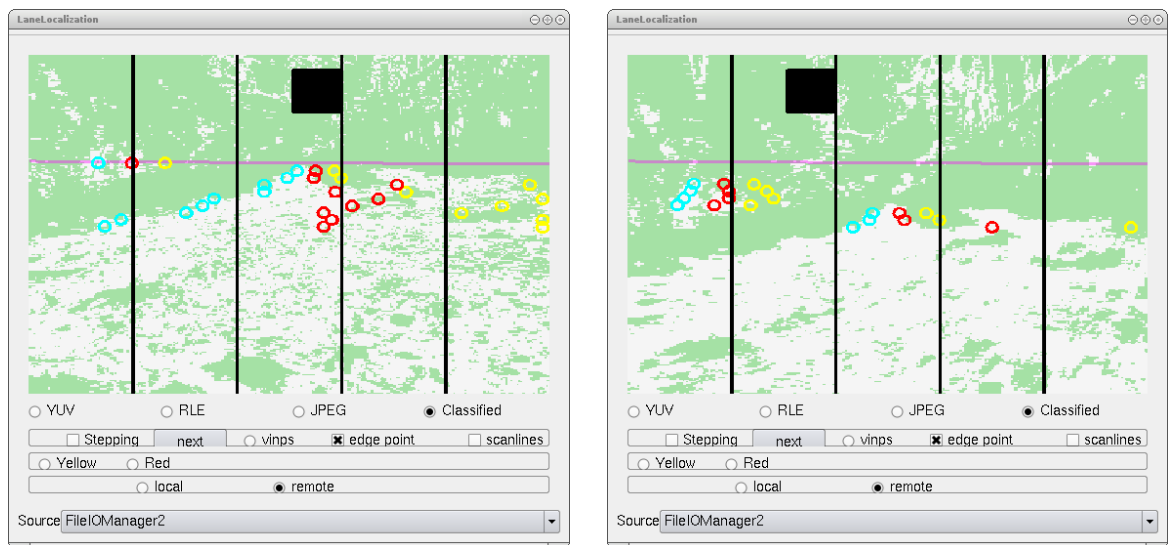 LaneLocalization
YUV RLE JPEG Classified
Stepping next vinps edge point scanlines
Yellow Red
local remote
Source FileIOManager2
LaneLocalization
YUV RLE JPEG Classified
Stepping next vinps edge point scanlines
Yellow Red
local remote
Source FileIOManager2